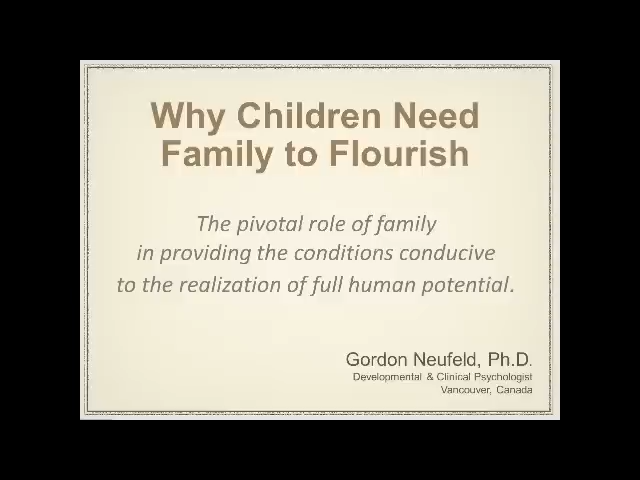 Why Children Need
Family to Flourish
The pivotal role of family
in providing the conditions conducive
to the realization of full human potential.
Gordon Neufeld, Ph.D.
Developmental & Clinical Psychologist
Vancouver, Canada